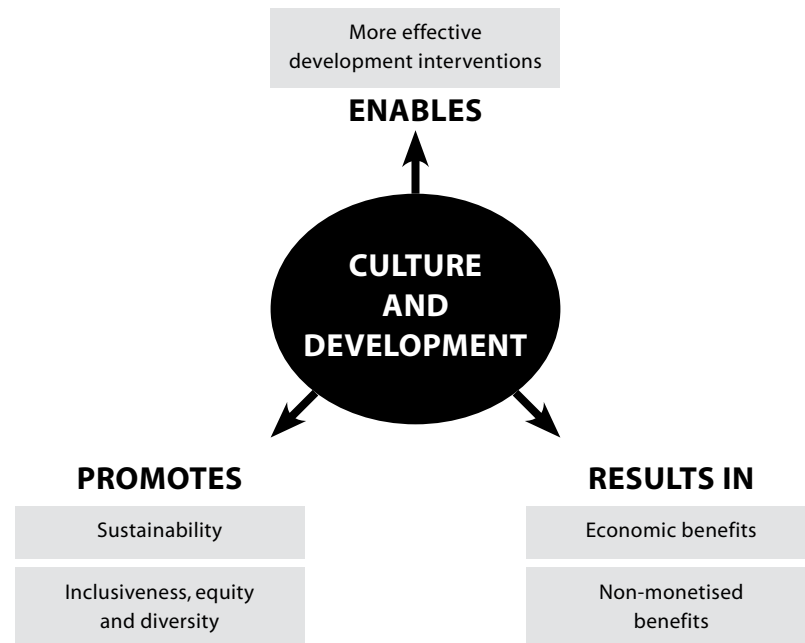 More effective
development interventions
ENABLES
CULTURE
AND
DEVELOPMENT
PROMOTES
Sustainability
Inclusiveness, equity
and diversity
RESULTS IN
Economic benefits
Non-monetised
benefits